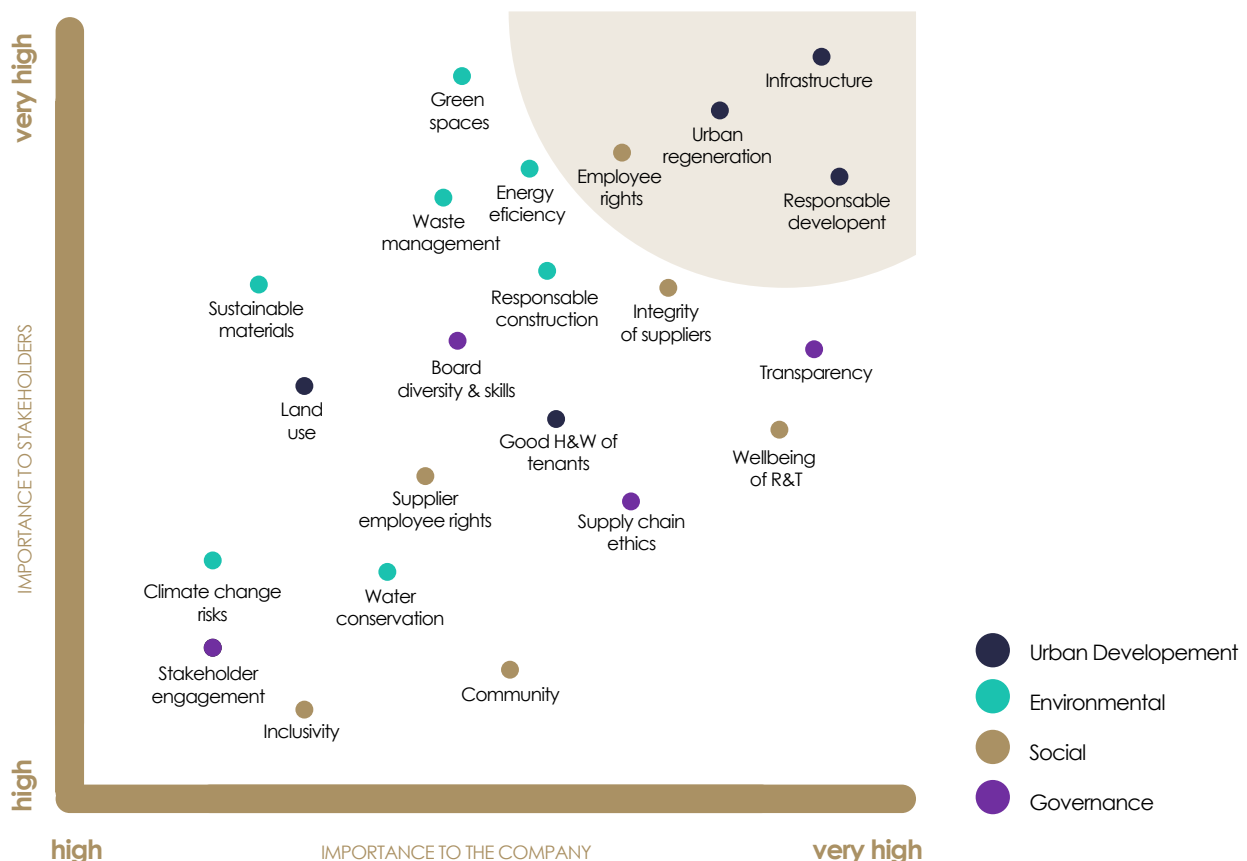 very high
IMPORTANCE TO STAKEHOLDERS
high
Infrastructure
Green
spaces
Urban
regeneration
Employee
rights
Energy
eficiency
Responsable
developent
Waste
management
Responsable
construction
Sustainable
materials
Integrity
of suppliers
Board
diversity & skills
Transparency
Land
use
Good H&W of
tenants
Wellbeing
of R&T
Supplier
employee rights
Supply chain
ethics
Climate change
risks
Water
conservation
Stakeholder
engagement
Community
Inclusivity
Urban Developement
Environmental
Social
Governance
high
IMPORTANCE TO THE COMPANY
very high